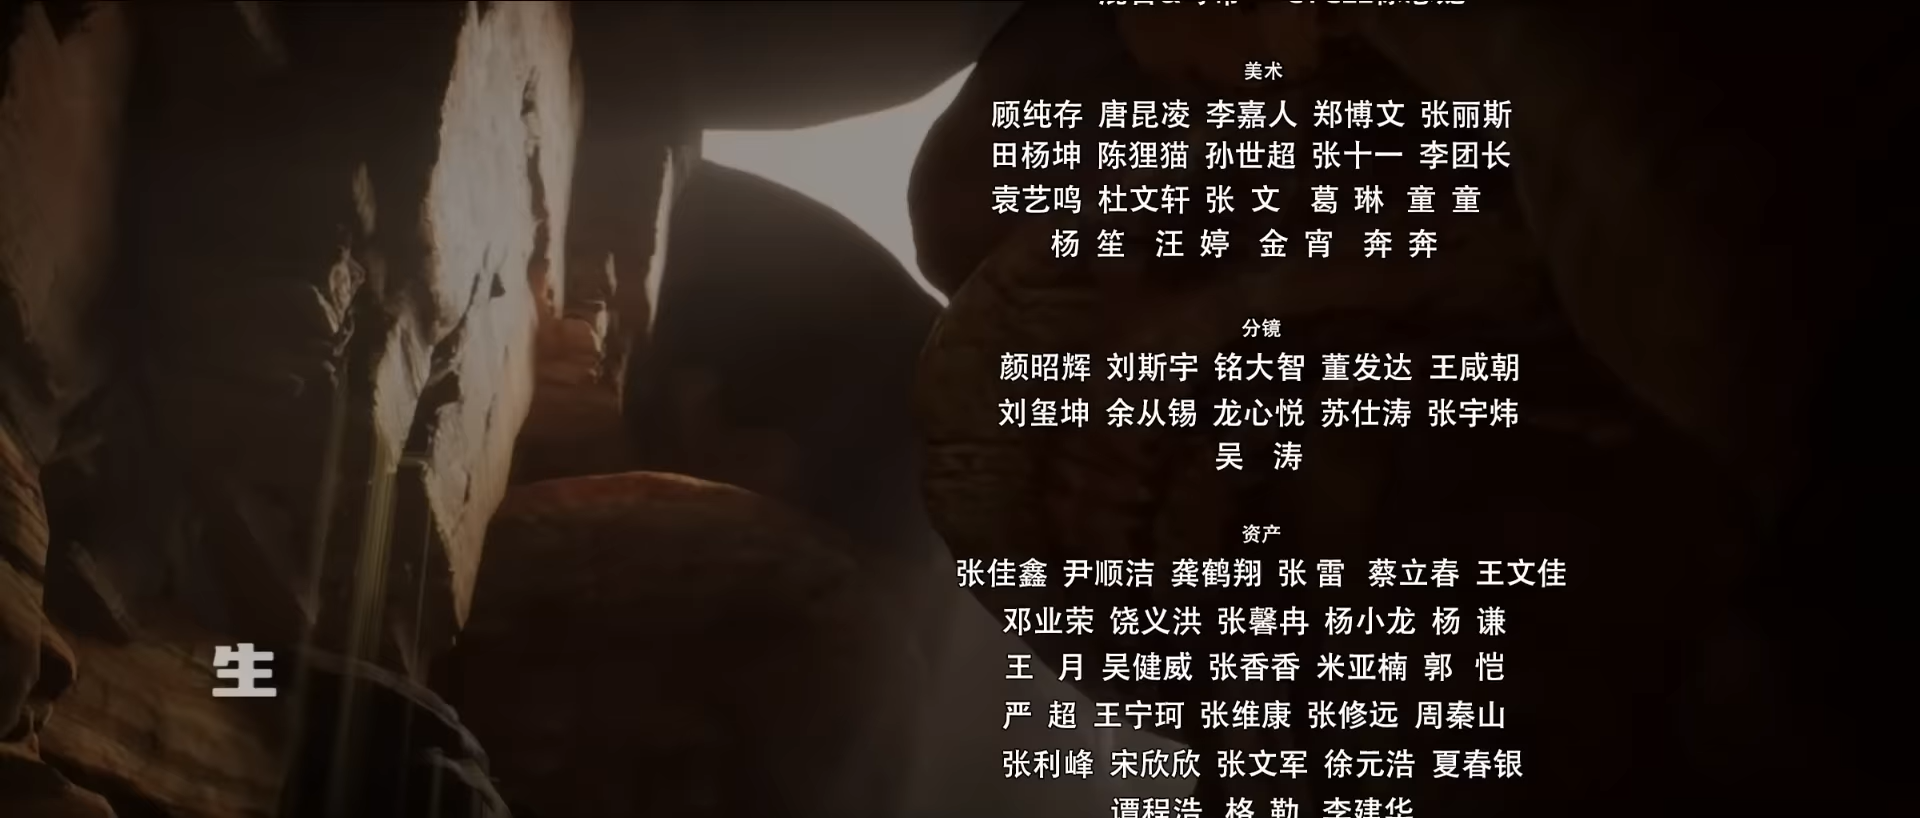 美术
顾纯存 唐昆凌 李嘉人 郑博文 张丽斯
田杨坤 陈狸猫 孙世超 张十一 李团长
袁艺鸣 杜文轩 张 文 葛 琳 童 童
杨 笙 汪 婷 金 宵 奔 奔
分镜
颜昭辉 刘斯宇 铭大智 董发达 王咸朝
刘玺坤 余从锡 龙心悦 苏仕涛 张宇炜
吴 涛
资产
张佳鑫 尹顺洁 龚鹤翔 张 雷 蔡立春 王文佳
邓业荣 饶义洪 张馨冉 杨小龙 杨 谦
王 月 吴健威 张香香 米亚楠 郭 恺
严 超 王宁珂 张维康 张修远 周秦山
张利峰 宋欣欣 张文军 徐元浩 夏春银
谭程浩 格 勒 李建华
生